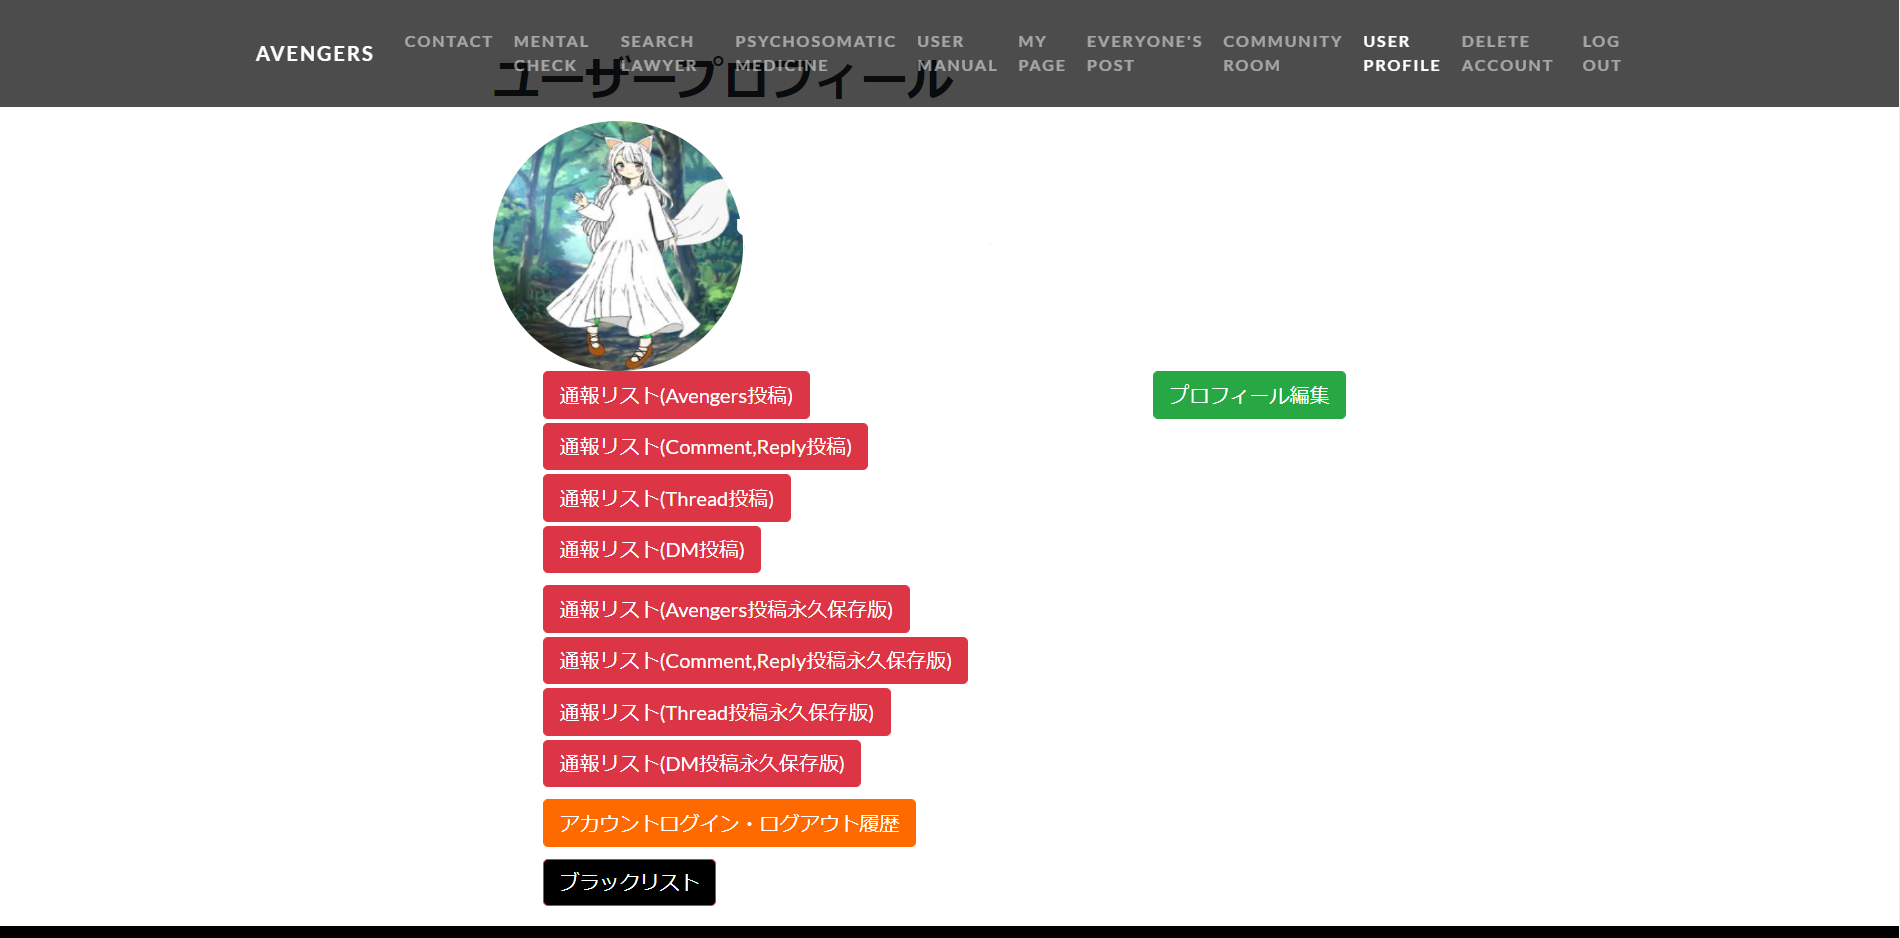 AVENGERS
CONTACT
MENTAL
CHECK
SEARCH
LAWYER
PSYCHOSOMATIC
MEDICINE
USER
MANUAL
MY
PAGE
EVERYONE'S
POST
COMMUNITY
ROOM
USER
PROFILE
DELETE
ACCOUNT
LOG
OUT
ユーザープロフィール
通報リスト(Avengers投稿)
プロフィール編集
通報リスト(Comment,Reply投稿)
通報リスト(Thread投稿)
通報リスト(DM投稿)
通報リスト(Avengers投稿永久保存版)
通報リスト(Comment,Reply投稿永久保存版)
通報リスト(Thread投稿永久保存版)
通報リスト(DM投稿永久保存版)
アカウントログイン・ログアウト履歴
ブラックリスト